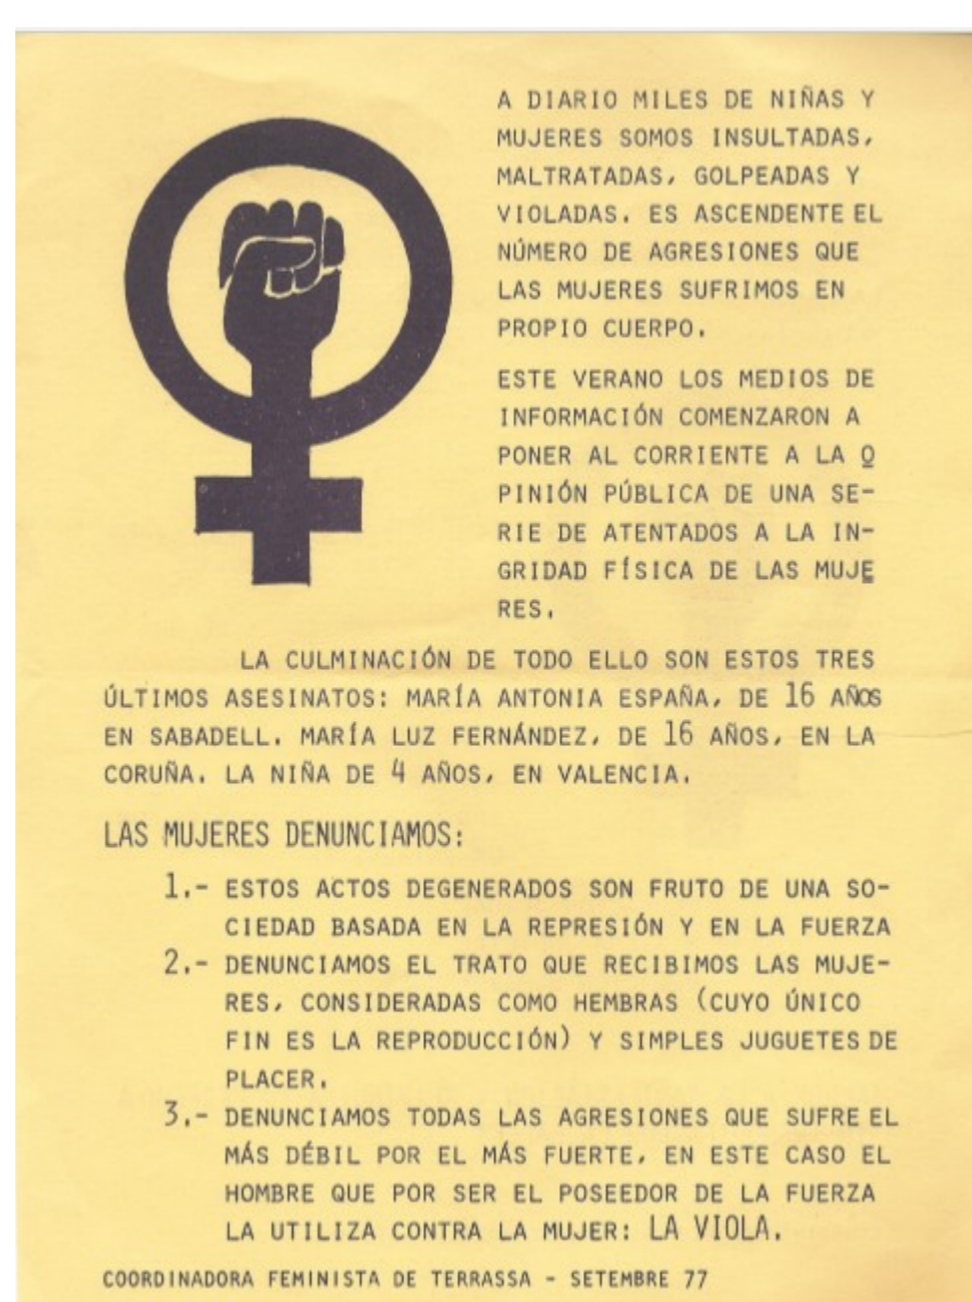 A DIARIO MILES DE NIÑAS Y
MUJERES SOMOS INSULTADAS,
MALTRATADAS, GOLPEADAS Y
VIOLADAS. ES ASCENDENTE EL
NÚMERO DE AGRESIONES QUE
LAS MUJERES SUFRIMOS EN
PROPIO CUERPO.
ESTE VERANO LOS MEDIOS DE
INFORMACIÓN COMENZARON A
PONER AL CORRIENTE A LA O
PINIÓN PÚBLICA DE UNA SE-
RIE DE ATENTADOS A LA IN-
GRIDAD FÍSICA DE LAS MUJE
RES.
LA CULMINACIÓN DE TODO ELLO SON ESTOS TRES
ÚLTIMOS ASESINATOS: MARÍA ANTONIA ESPAÑA, DE 16 AÑOS
EN SABADELL. MARÍA LUZ FERNÁNDEZ, DE 16 AÑOS, EN LA
CORUÑA. LA NIÑA DE 4 AÑOS, EN VALENCIA.
LAS MUJERES DENUNCIAMOS:
1.- ESTOS ACTOS DEGENERADOS SON FRUTO DE UNA SO-
CIEDAD BASADA EN LA REPRESIÓN Y EN LA FUERZA
2.- DENUNCIAMOS EL TRATO QUE RECIBIMOS LAS MUJE-
RES, CONSIDERADAS COMO HEMBRAS (CUYO ÚNICO
FIN ES LA REPRODUCCIÓN) Y SIMPLES JUGUETES DE
PLACER.
3.- DENUNCIAMOS TODAS LAS AGRESIONES QUE SUFRE EL
MÁS DÉBIL POR EL MÁS FUERTE, EN ESTE CASO EL
HOMBRE QUE POR SER EL POSEEDOR DE LA FUERZA
LA UTILIZA CONTRA LA MUJER: LA VIOLA.
COORDINADORA FEMINISTA DE TERRASSA - SETEMBRE 77